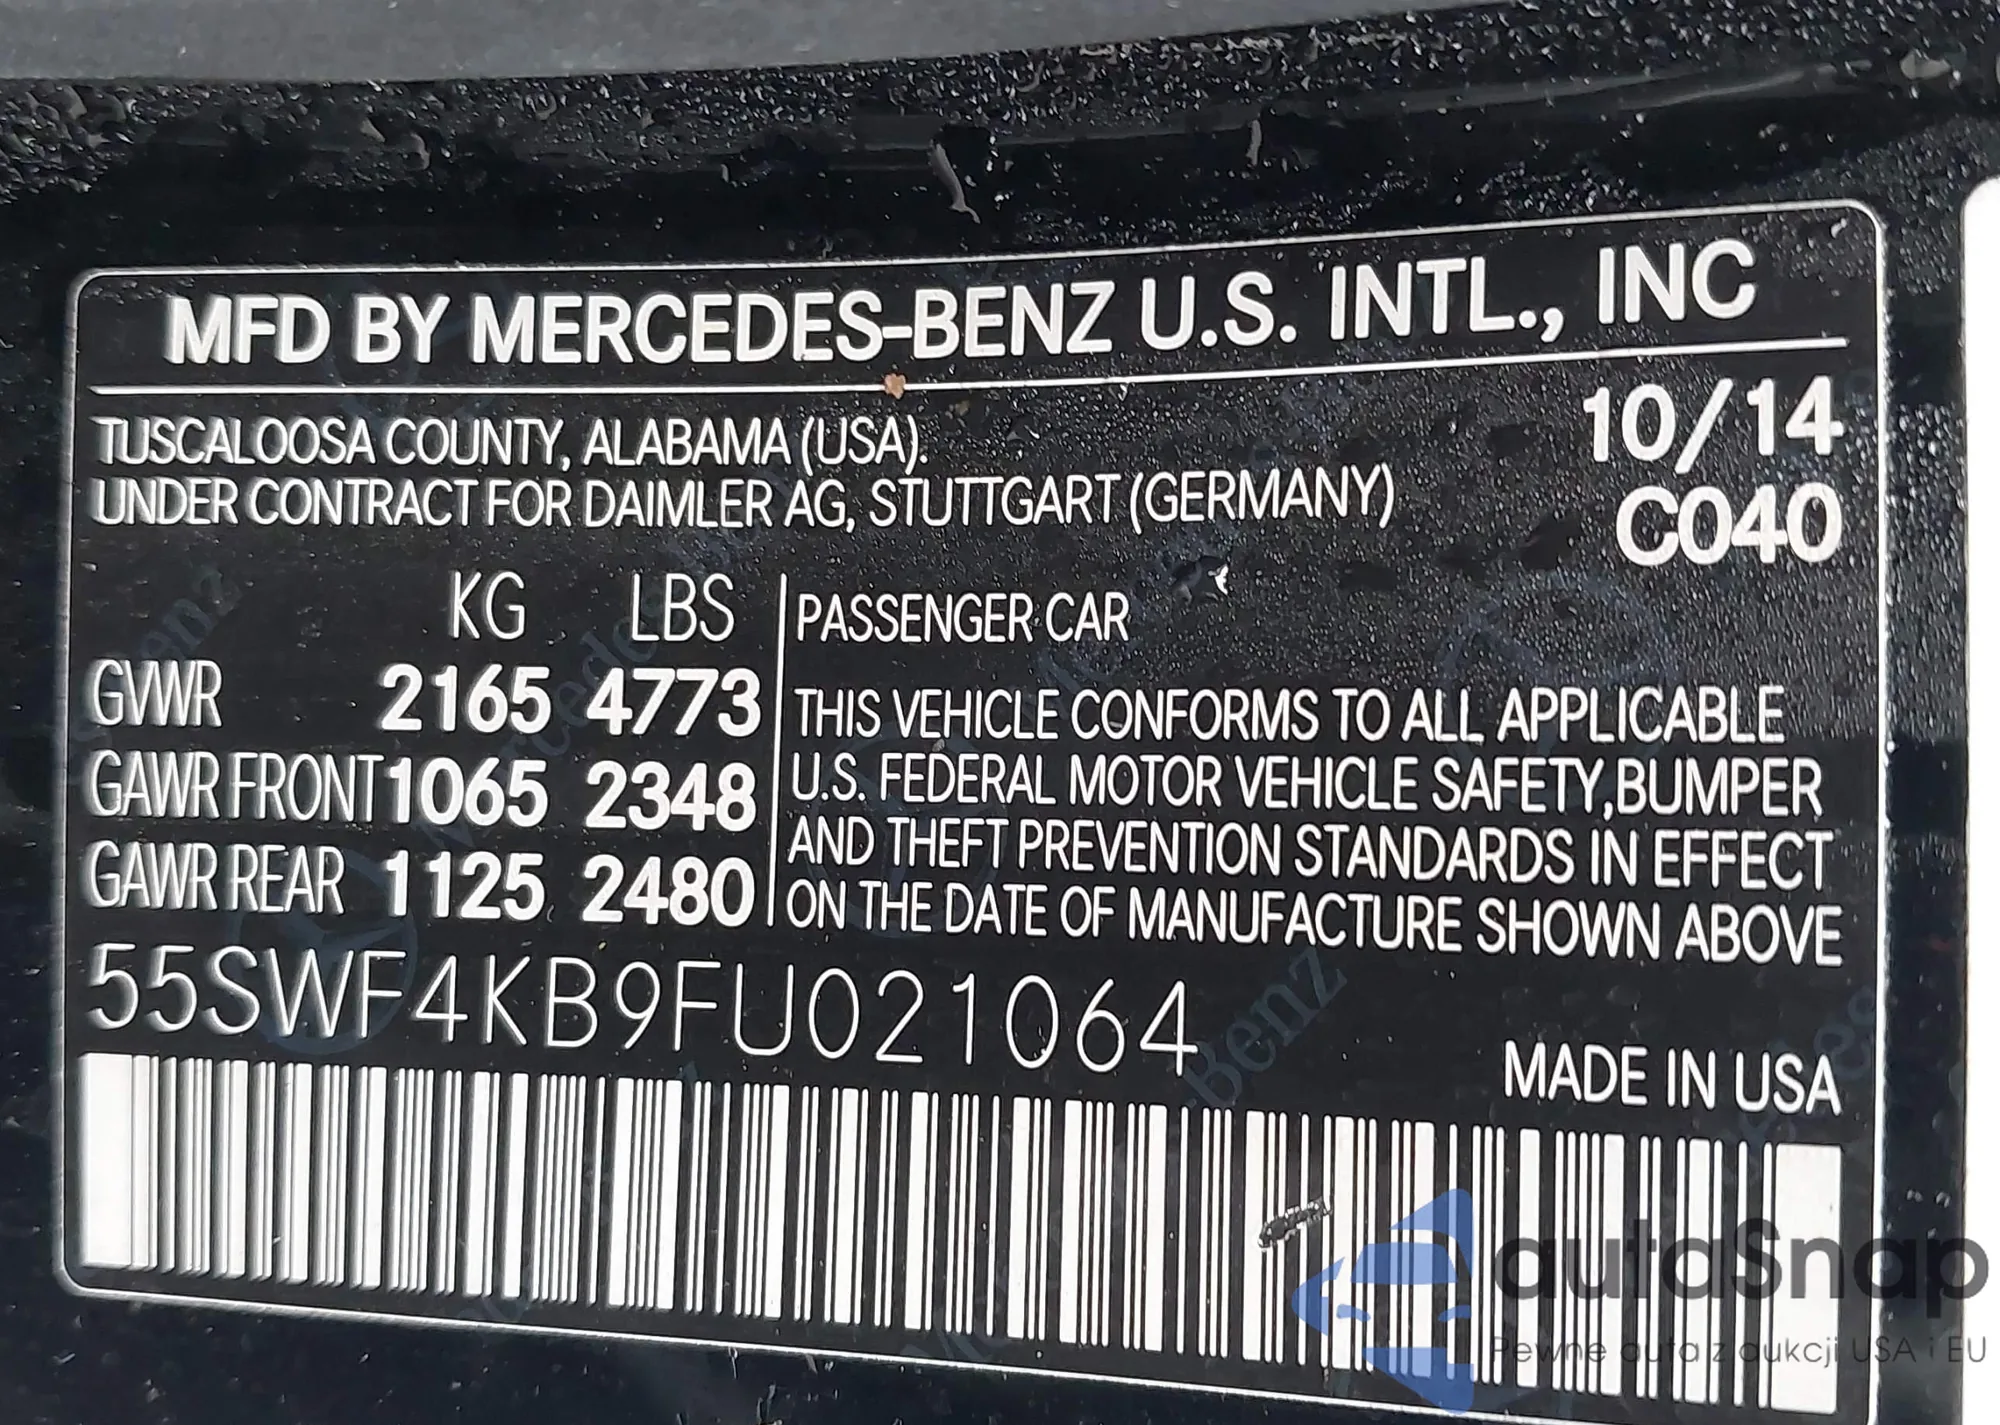 MFD BY MERCEDES-BENZ U.S. INTL., INC
10/14
TUSCALOOSA COUNTY, ALABAMA (USA).
UNDER CONTRACT FOR DAIMLER AG, STUTTGART (GERMANY)
C040
KG LBS
GVWR 2165 4773
GAWR FRONT 1065 2348
GAWR REAR 1125 2480
PASSENGER CAR
THIS VEHICLE CONFORMS TO ALL APPLICABLE
U.S. FEDERAL MOTOR VEHICLE SAFETY,BUMPER
AND THEFT PREVENTION STANDARDS IN EFFECT
ON THE DATE OF MANUFACTURE SHOWN ABOVE
55SWF4KB9FU021064
MADE IN USA
autaSnap
Pewne auta z aukcji USA i EU